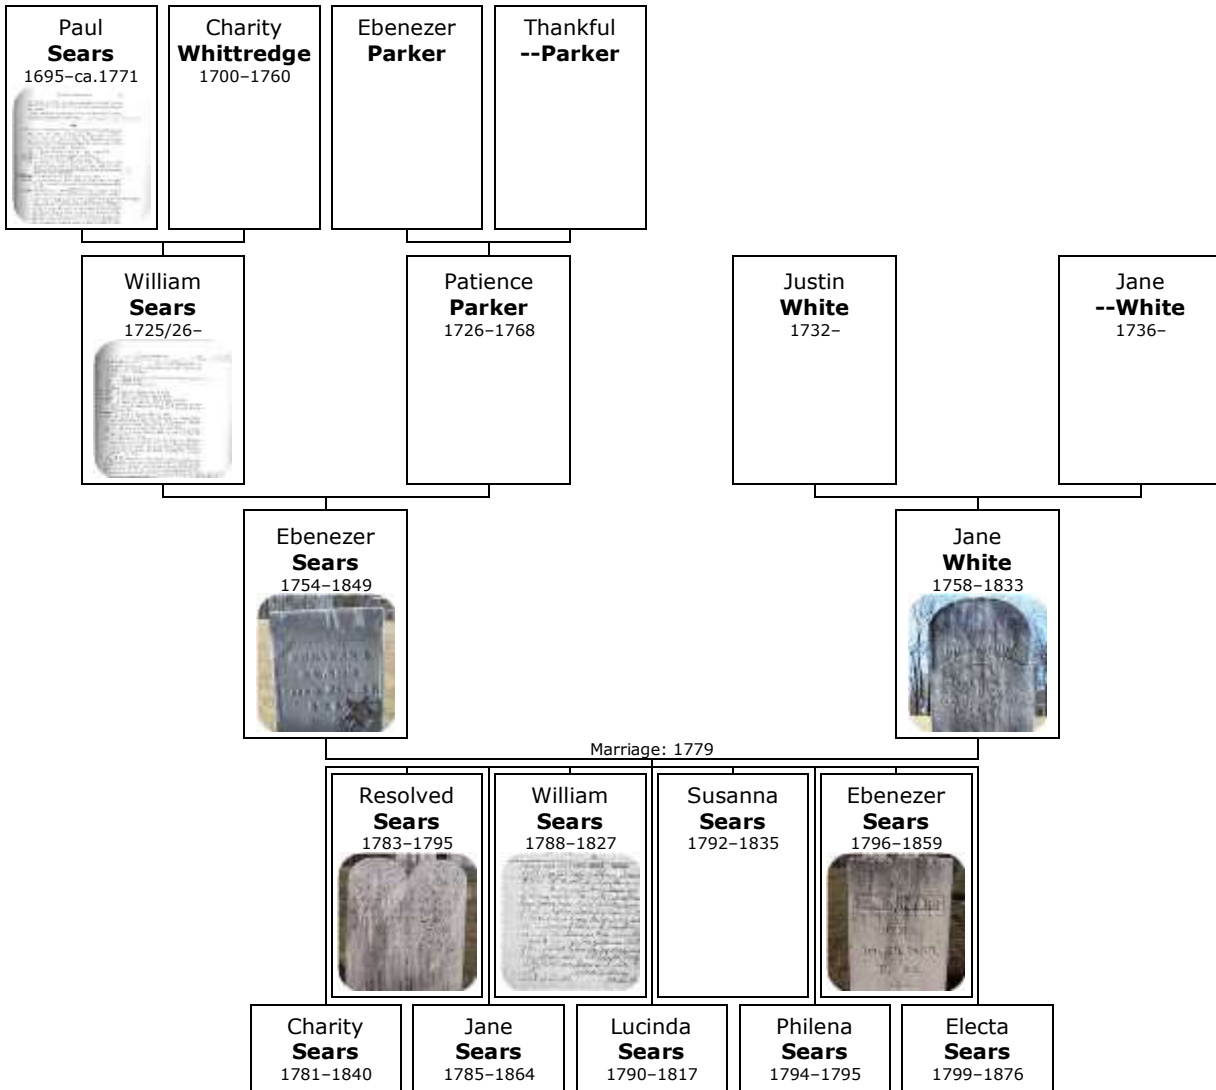 Paul
Sears
1695–ca.1771
Charity
Whittredge
1700–1760
Ebenezer
Parker
Thankful
--Parker
William
Sears
1725/26–
Patience
Parker
1726–1768
Justin
White
1732–
Jane
--White
1736–
Ebenezer
Sears
1754–1849
Jane
White
1758–1833
Marriage: 1779
Resolved
Sears
1783–1795
William
Sears
1788–1827
Susanna
Sears
1792–1835
Ebenezer
Sears
1796–1859
Charity
Sears
1781–1840
Jane
Sears
1785–1864
Lucinda
Sears
1790–1817
Philena
Sears
1794–1795
Electa
Sears
1799–1876